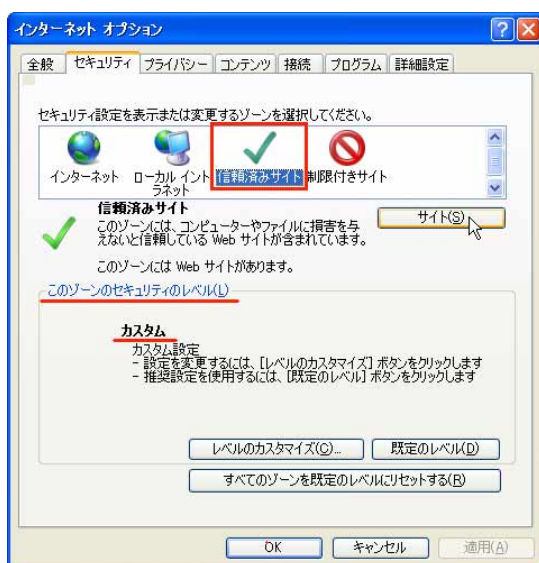 インターネット オプション
全般 セキュリティ プライバシー コンテンツ 接続 プログラム 詳細設定
セキュリティ設定を表示または変更するゾーンを選択してください。
インターネット ローカル イントラネット 信頼済みサイト 制限付きサイト
信頼済みサイト
サイト(S)
このゾーンには、コンピューターやファイルに損害を与
えないと信頼している Web サイトが含まれています。
このゾーンには Web サイトがあります。
このゾーンのセキュリティのレベル(L)
カスタム
カスタム設定
- 設定を変更するには、[レベルのカスタマイズ] ボタンをクリックします
- 推奨設定を使用するには、[既定のレベル] ボタンをクリックします
レベルのカスタマイズ(C)... 既定のレベル(D)
すべてのゾーンを既定のレベルにリセットする(R)
OK キャンセル 適用(A)